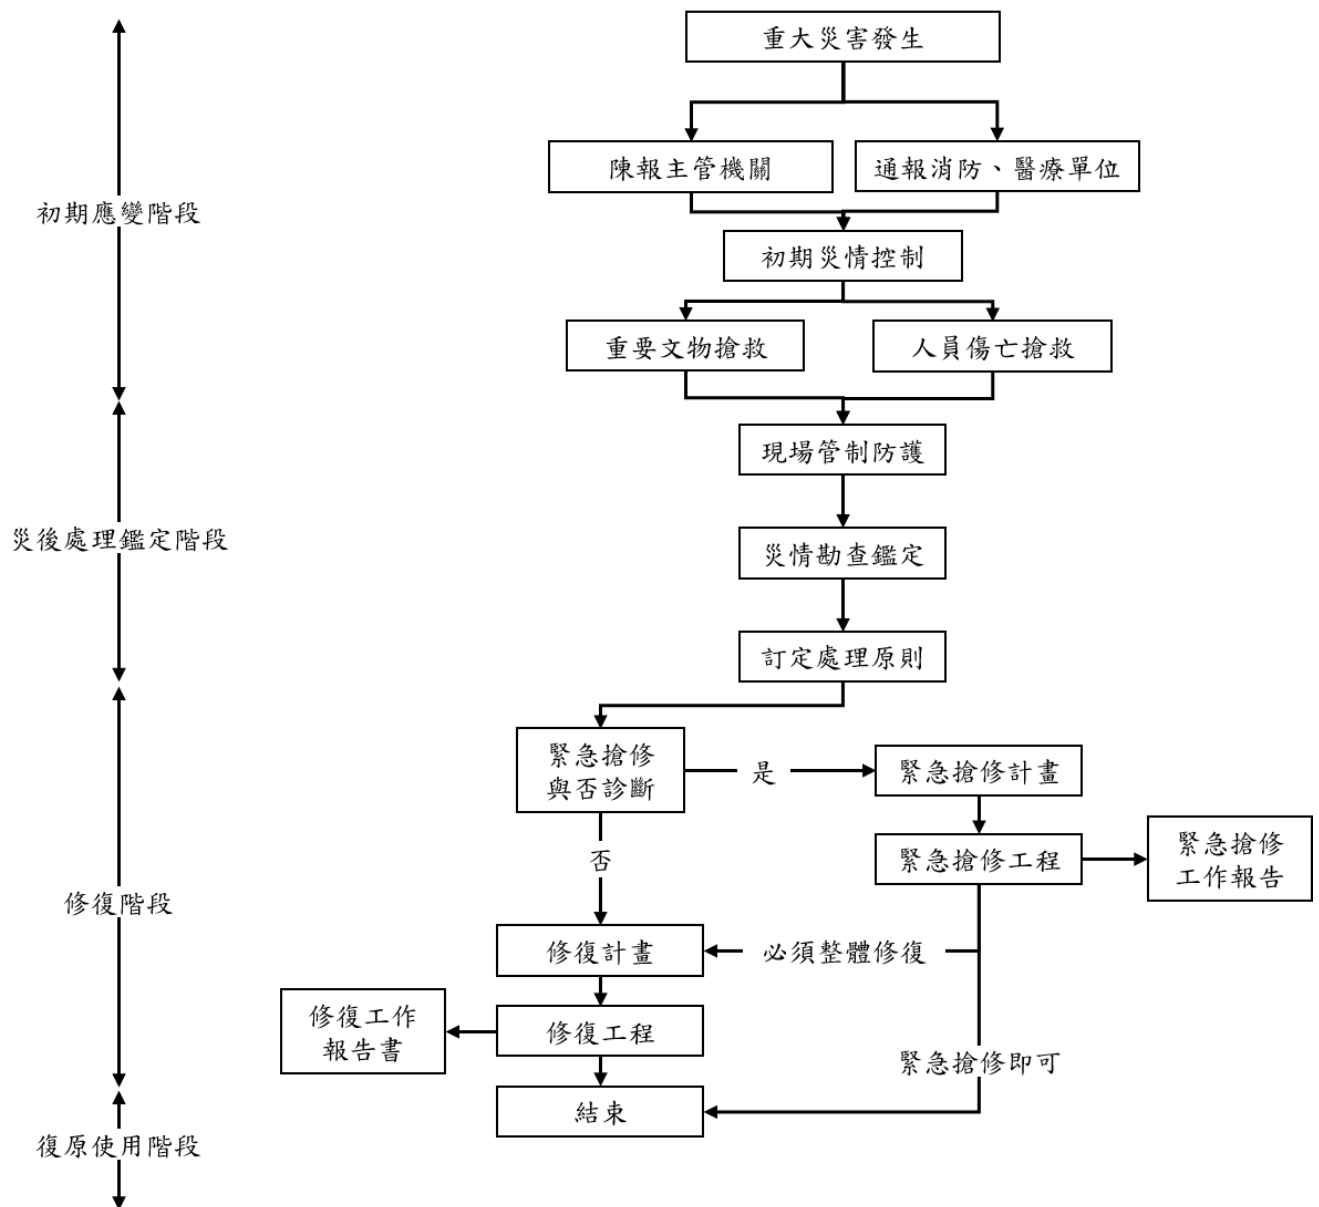 重大災害發生
陳報主管機關
通報消防、醫療單位
初期應變階段
初期災情控制
重要文物搶救
人員傷亡搶救
現場管制防護
災後處理鑑定階段
災情勘查鑑定
訂定處理原則
緊急搶修
與否診斷
是
緊急搶修計畫
否
緊急搶修工程
緊急搶修
工作報告
修復階段
修復計畫
必須整體修復
修復工作
報告書
修復工程
緊急搶修即可
結束
復原使用階段